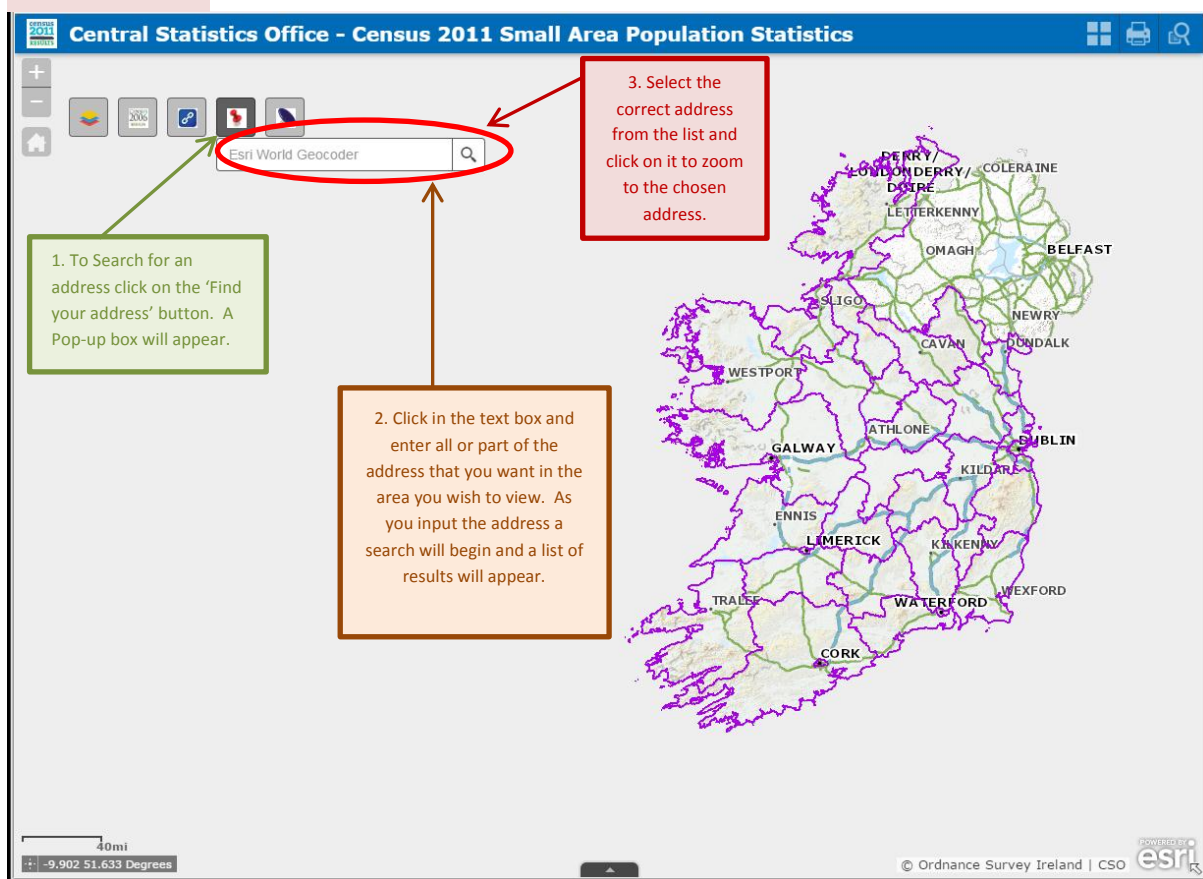 census
2011
RESULTS
Central Statistics Office - Census 2011 Small Area Population Statistics
+
−
2006
Esri World Geocoder
3. Select the
correct address
from the list and
click on it to zoom
to the chosen
address.
1. To Search for an
address click on the ‘Find
your address’ button. A
Pop-up box will appear.
2. Click in the text box and
enter all or part of the
address that you want in the
area you wish to view. As
you input the address a
search will begin and a list of
results will appear.
DERRY/
LONDONDERRY/
DOIRE
COLERAINE
LETTERKENNY
OMAGH
BELFAST
SLIGO
NEWRY
CAVAN
DUNDALK
WESTPORT
ATHLONE
DUBLIN
GALWAY
KILDARE
ENNIS
LIMERICK
KILKENNY
WEXFORD
TRALEE
WATERFORD
CORK
40mi
-9.902 51.633 Degrees
© Ordnance Survey Ireland | CSO
POWERED BY
esri